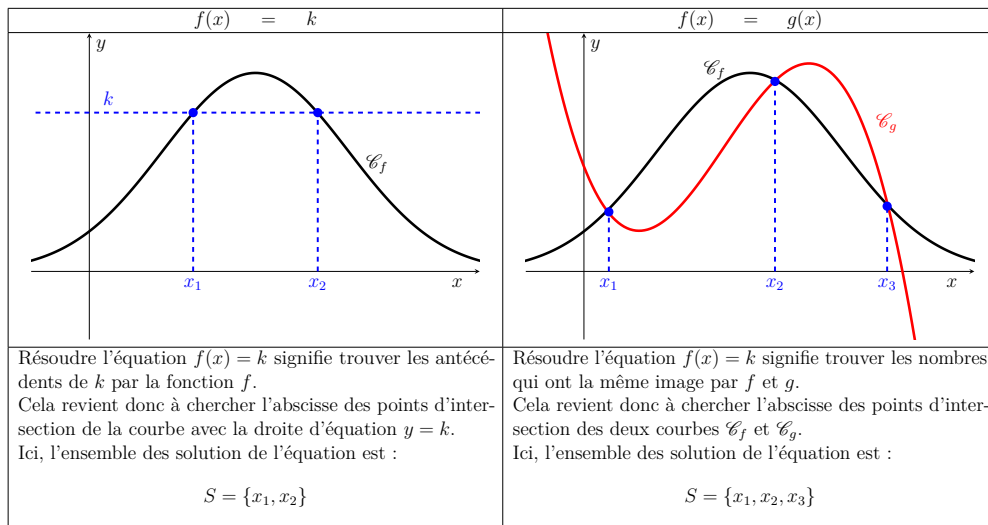 f(x) = k
y
k
𝒞f
x₁
x₂
x
Résoudre l'équation f(x) = k signifie trouver les antécé-
dents de k par la fonction f.
Cela revient donc à chercher l'abscisse des points d'inter-
section de la courbe avec la droite d'équation y = k.
Ici, l'ensemble des solution de l'équation est :
S = {x₁, x₂}
f(x) = g(x)
y
𝒞f
𝒞g
x₁
x₂
x₃
x
Résoudre l'équation f(x) = k signifie trouver les nombres
qui ont la même image par f et g.
Cela revient donc à chercher l'abscisse des points d'inter-
section des deux courbes 𝒞f et 𝒞g.
Ici, l'ensemble des solution de l'équation est :
S = {x₁, x₂, x₃}